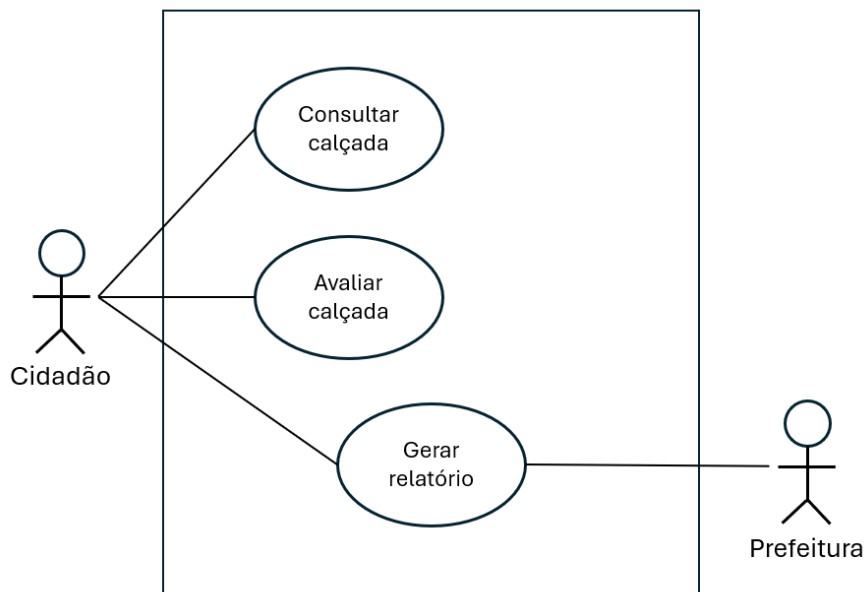 Consultar
calçada
Avaliar
calçada
Cidadão
Gerar
relatório
Prefeitura